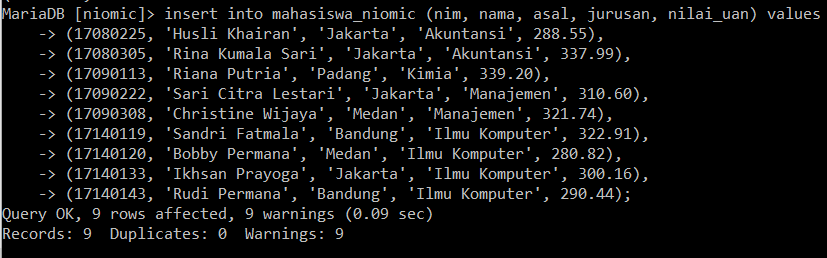 MariaDB [niomic]> insert into mahasiswa_niomic (nim, nama, asal, jurusan, nilai_uan) values
    -> (17080225, 'Husli Khairan', 'Jakarta', 'Akuntansi', 288.55),
    -> (17080305, 'Rina Kumala Sari', 'Jakarta', 'Akuntansi', 337.99),
    -> (17090113, 'Riana Putria', 'Padang', 'Kimia', 339.20),
    -> (17090222, 'Sari Citra Lestari', 'Jakarta', 'Manajemen', 310.60),
    -> (17090308, 'Christine Wijaya', 'Medan', 'Manajemen', 321.74),
    -> (17140119, 'Sandri Fatmala', 'Bandung', 'Ilmu Komputer', 322.91),
    -> (17140120, 'Bobby Permana', 'Medan', 'Ilmu Komputer', 280.82),
    -> (17140133, 'Ikhsan Prayoga', 'Jakarta', 'Ilmu Komputer', 300.16),
    -> (17140143, 'Rudi Permana', 'Bandung', 'Ilmu Komputer', 290.44);
Query OK, 9 rows affected, 9 warnings (0.09 sec)
Records: 9  Duplicates: 0  Warnings: 9